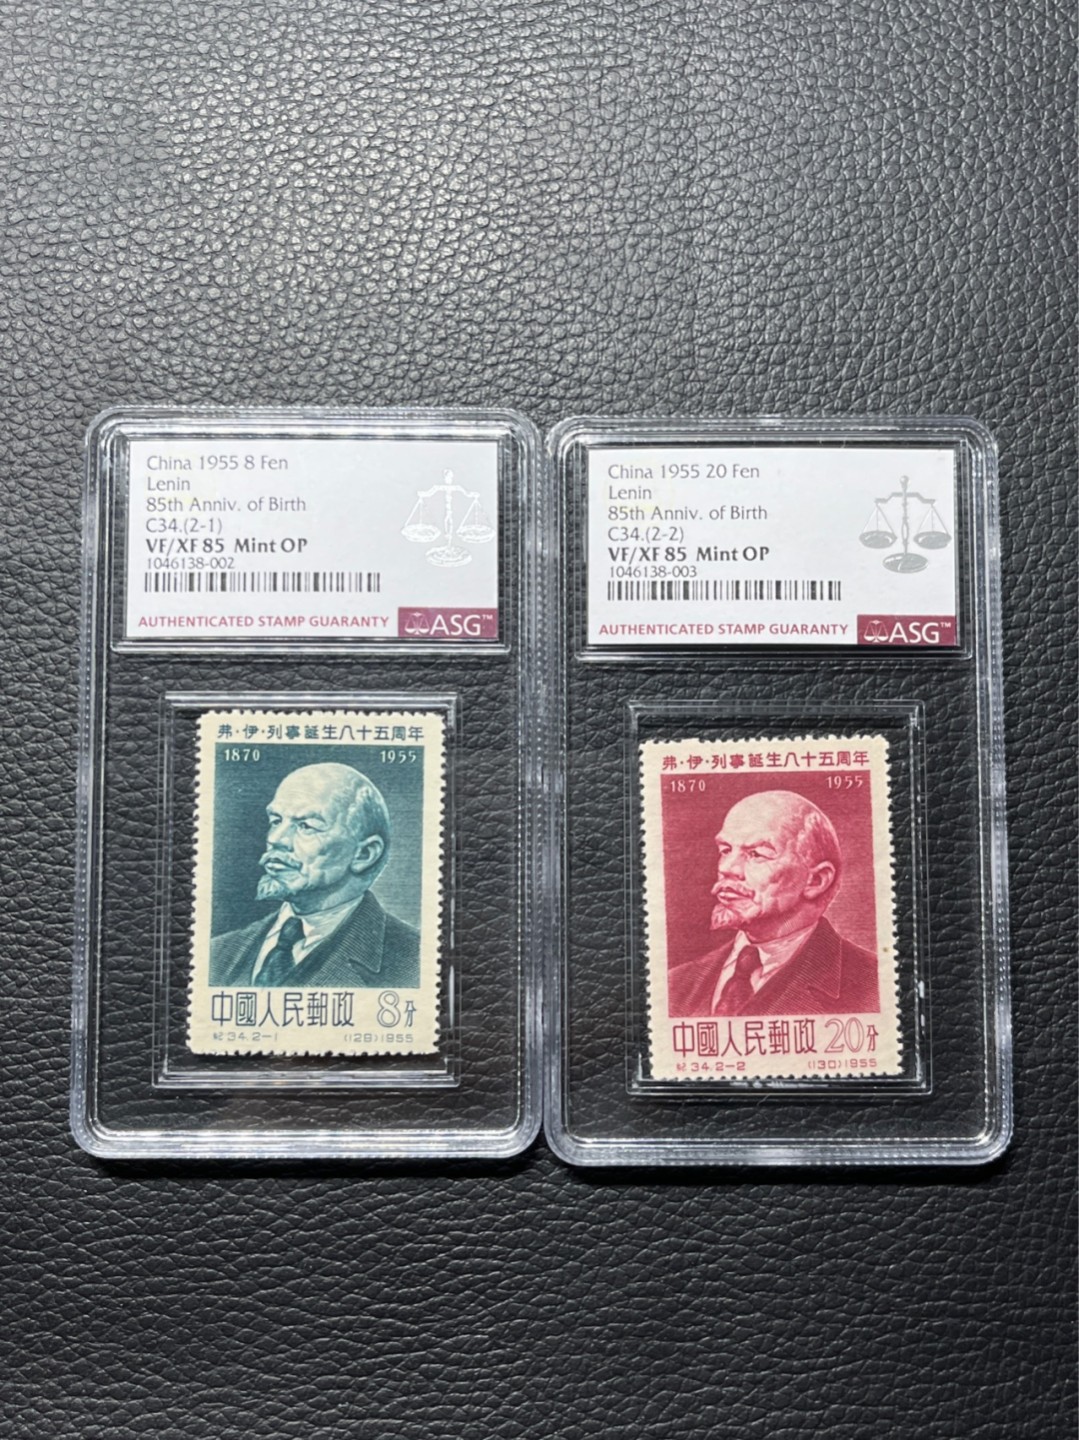 China 1955 8 Fen
Lenin
85th Anniv. of Birth
C34.(2-1)
VF/XF 85 Mint OP
1046138-002
AUTHENTICATED STAMP GUARANTY
ASG™
弗·伊·列寧誕生八十五周年
1870 1955
中國人民郵政 8分
紀34.2-1 (129)1955
China 1955 20 Fen
Lenin
85th Anniv. of Birth
C34.(2-2)
VF/XF 85 Mint OP
1046138-003
AUTHENTICATED STAMP GUARANTY
ASG™
弗·伊·列寧誕生八十五周年
1870 1955
中國人民郵政 20分
紀34.2-2 (130)1955